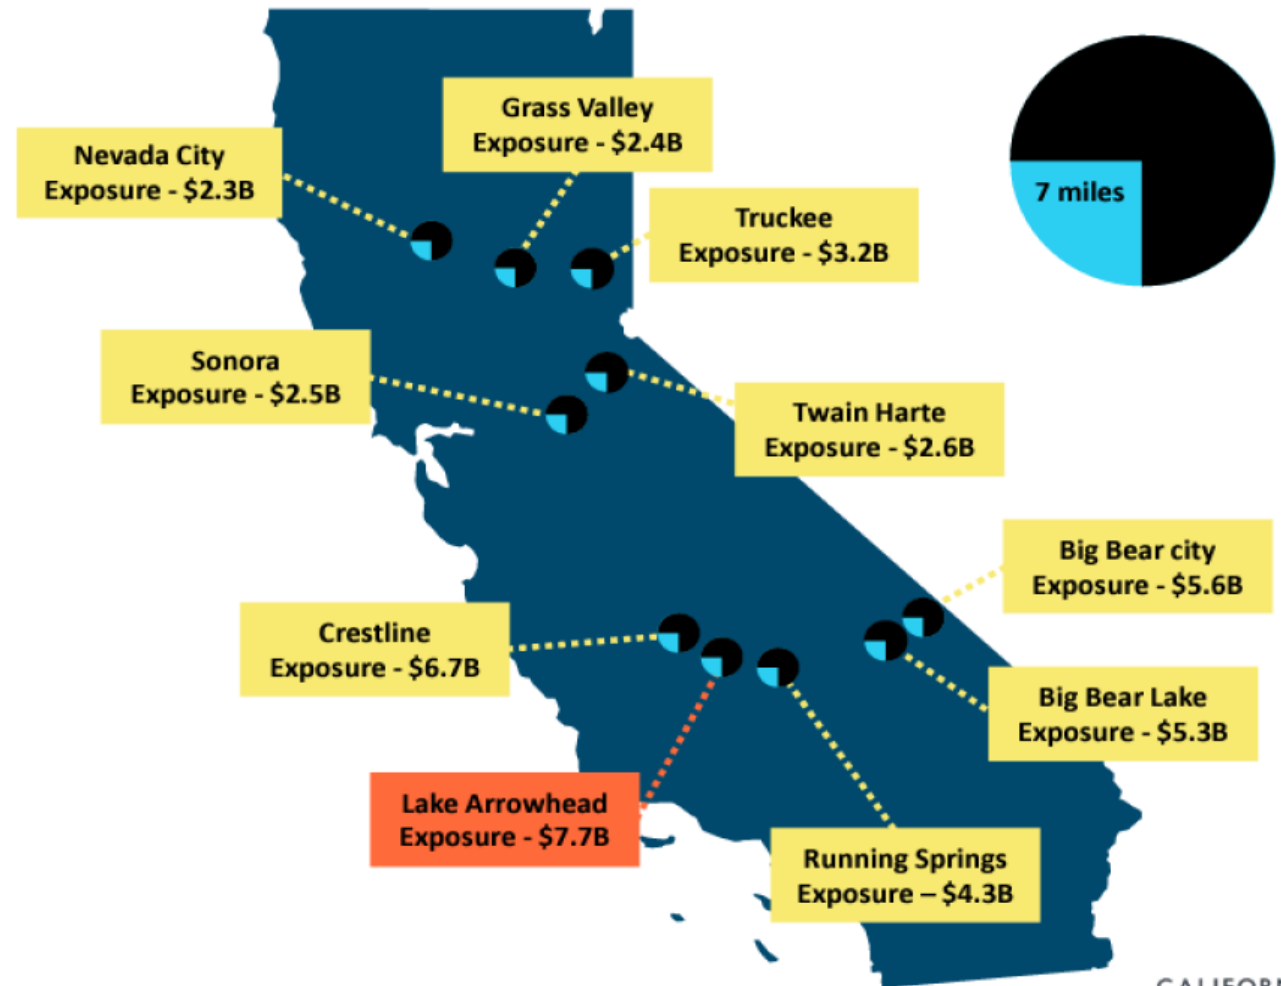 Grass Valley
Exposure - $2.4B
Nevada City
Exposure - $2.3B
7 miles
Truckee
Exposure - $3.2B
Sonora
Exposure - $2.5B
Twain Harte
Exposure - $2.6B
Big Bear city
Exposure - $5.6B
Crestline
Exposure - $6.7B
Big Bear Lake
Exposure - $5.3B
Lake Arrowhead
Exposure - $7.7B
Running Springs
Exposure – $4.3B